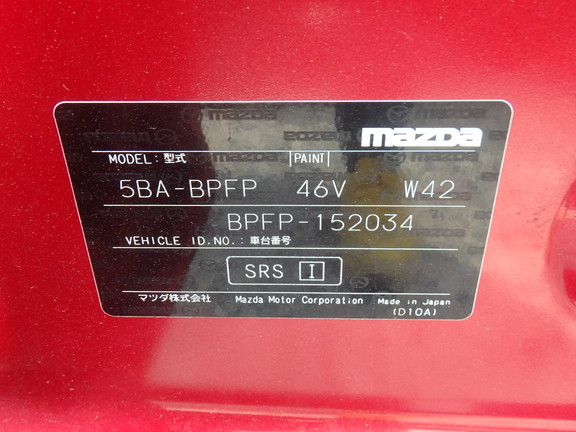 mazda
MODEL: 型式 PAINT
5BA-BPFP 46V W42
BPFP-152034
VEHICLE ID.NO.: 車台番号
SRS I
マツダ株式会社 Mazda Motor Corporation Made in Japan
(D10A)